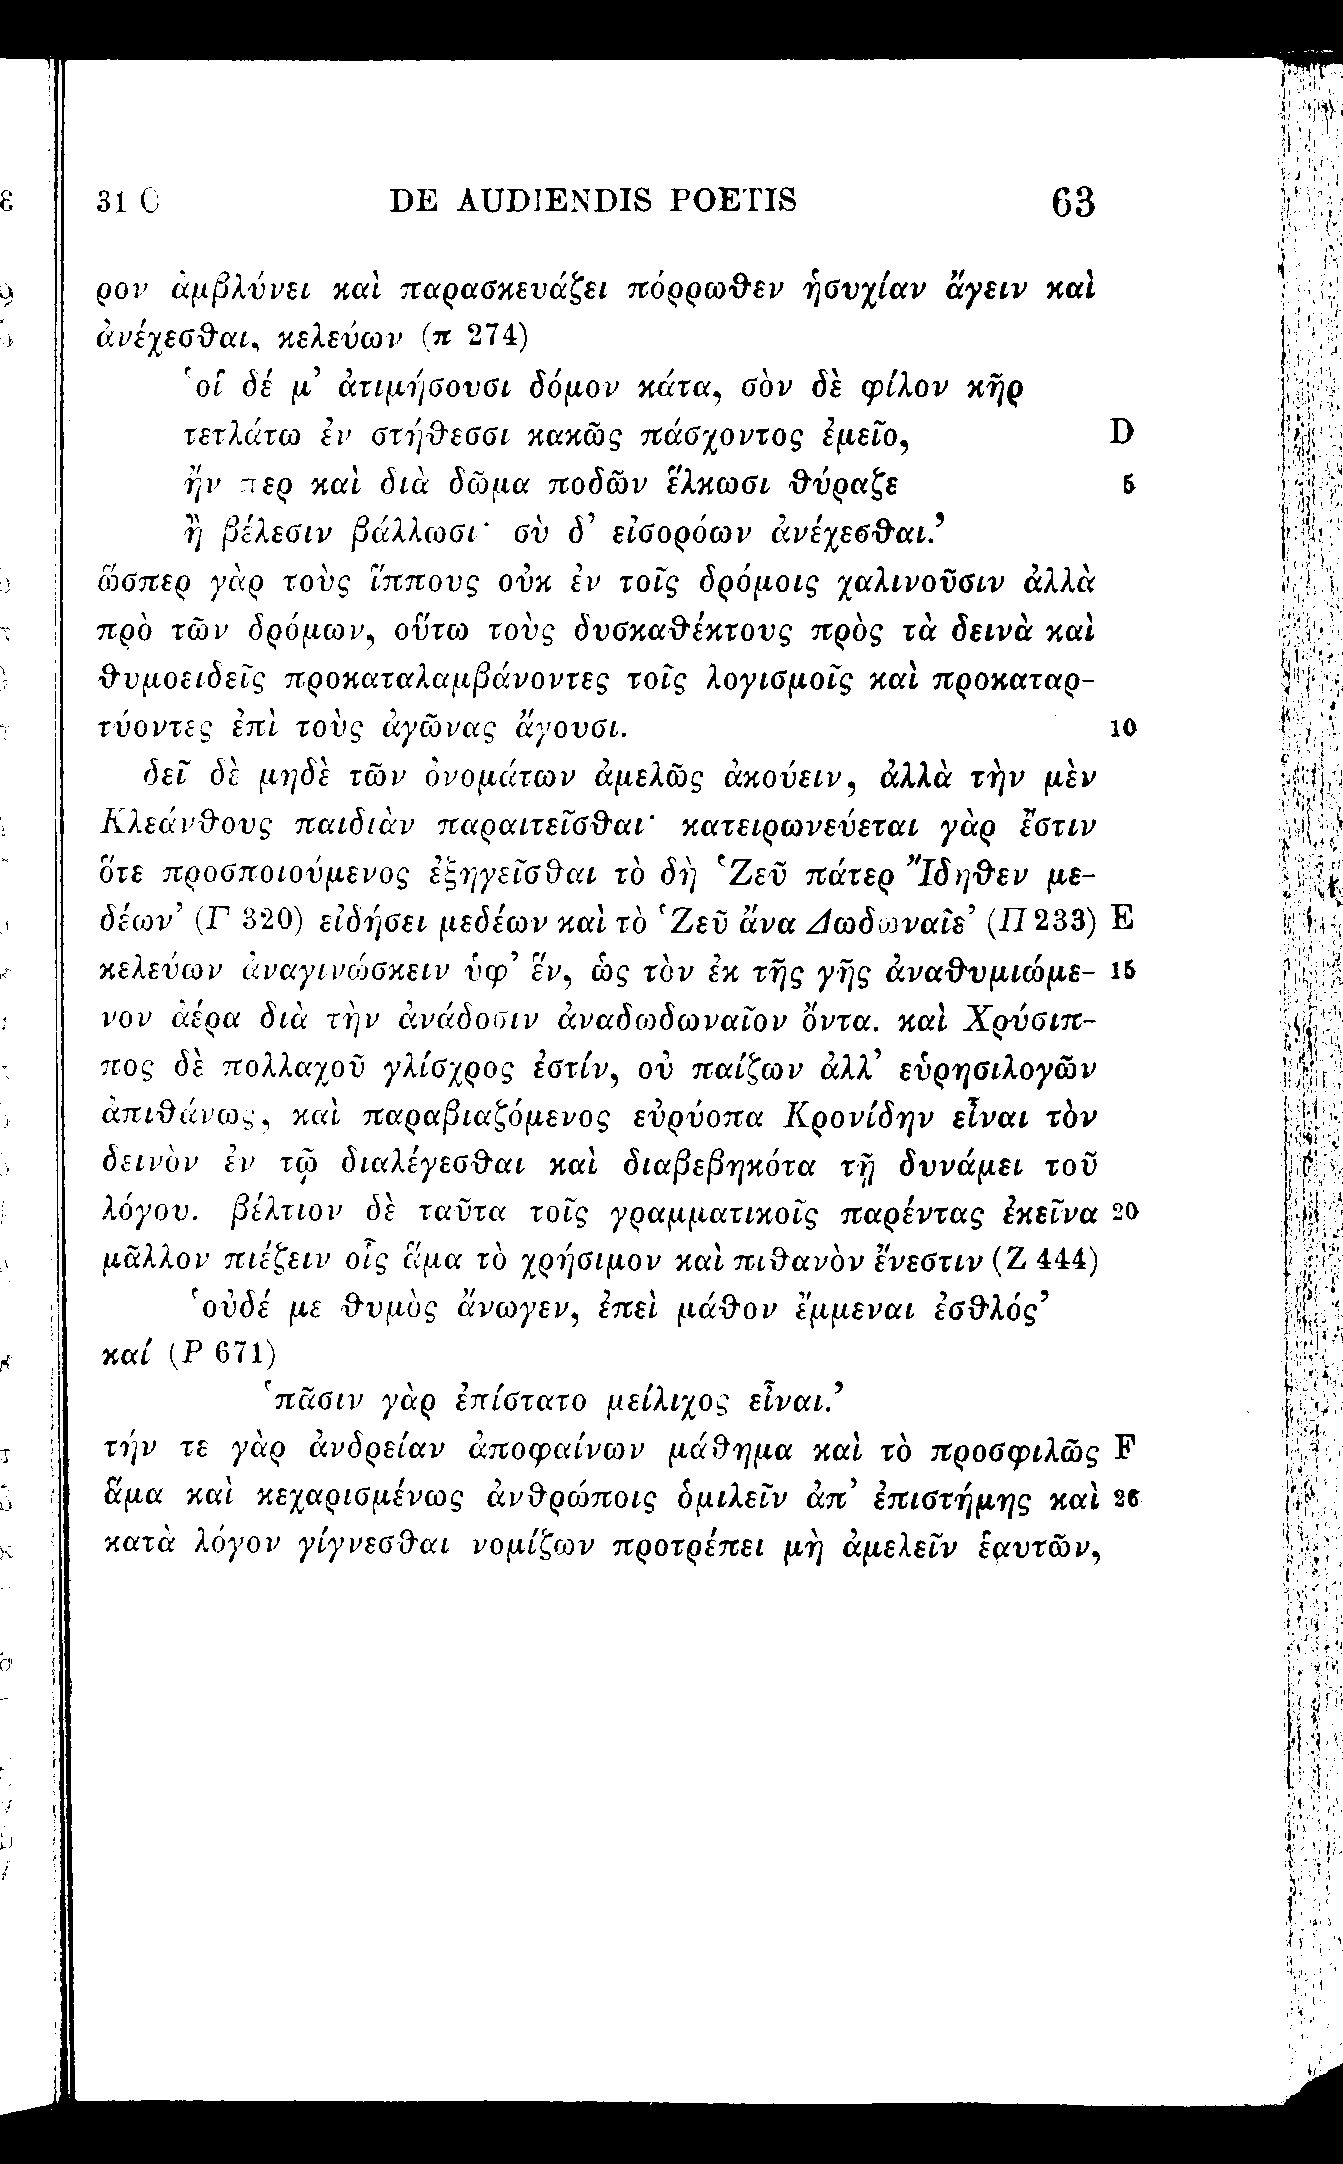 31 C DE AUDIENDIS POETIS 63
ρον ἀμβλύνει καὶ παρασκευάζει πόρρωθεν ἡσυχίαν ἄγειν καὶ
ἀνέχεσθαι, κελεύων (π 274)
‘οἵ δέ μ’ ἀτιμήσουσι δόμον κάτα, σὸν δὲ φίλον κῆρ
τετλάτω ἐν στήθεσσι κακῶς πάσχοντος ἐμεῖο, D
ἤν περ καὶ διὰ δῶμα ποδῶν ἕλκωσι θύραζε 5
ἢ βέλεσιν βάλλωσι· σὺ δ’ εἰσορόων ἀνέχεσθαι.’
ὥσπερ γὰρ τοὺς ἵππους οὐκ ἐν τοῖς δρόμοις χαλινοῦσιν ἀλλὰ
πρὸ τῶν δρόμων, οὕτω τοὺς δυσκαθέκτους πρὸς τὰ δεινὰ καὶ
θυμοειδεῖς προκαταλαμβάνοντες τοῖς λογισμοῖς καὶ προκαταρ-
τύοντες ἐπὶ τοὺς ἀγῶνας ἄγουσι. 10
δεῖ δὲ μηδὲ τῶν ὀνομάτων ἀμελῶς ἀκούειν, ἀλλὰ τὴν μὲν
Κλεάνθους παιδιὰν παραιτεῖσθαι· κατειρωνεύεται γὰρ ἔστιν
ὅτε προσποιούμενος ἐξηγεῖσθαι τὸ δὴ ‘Ζεῦ πάτερ Ἴδηθεν με-
δέων’ (Γ 320) εἰδήσει μεδέων καὶ τὸ ‘Ζεῦ ἄνα Δωδωναῖε’ (Π 233) E
κελεύων ἀναγινώσκειν ὑφ’ ἕν, ὡς τὸν ἐκ τῆς γῆς ἀναθυμιώμε- 15
νον ἀέρα διὰ τὴν ἀνάδοσιν ἀναδωδωναῖον ὄντα. καὶ Χρύσιπ-
πος δὲ πολλαχοῦ γλίσχρος ἐστίν, οὐ παίζων ἀλλ’ εὑρησιλογῶν
ἀπιθάνως, καὶ παραβιαζόμενος εὐρύοπα Κρονίδην εἶναι τὸν
δεινὸν ἐν τῷ διαλέγεσθαι καὶ διαβεβηκότα τῇ δυνάμει τοῦ
λόγου. βέλτιον δὲ ταῦτα τοῖς γραμματικοῖς παρέντας ἐκεῖνα 20
μᾶλλον πιέζειν οἷς ἅμα τὸ χρήσιμον καὶ πιθανὸν ἔνεστιν (Ζ 444)
‘οὐδέ με θυμὸς ἄνωγεν, ἐπεὶ μάθον ἔμμεναι ἐσθλός’
καί (Ρ 671)
‘πᾶσιν γὰρ ἐπίστατο μείλιχος εἶναι.’
τήν τε γὰρ ἀνδρείαν ἀποφαίνων μάθημα καὶ τὸ προσφιλῶς F
ἅμα καὶ κεχαρισμένως ἀνθρώποις ὁμιλεῖν ἀπ’ ἐπιστήμης καὶ 26
κατὰ λόγον γίγνεσθαι νομίζων προτρέπει μὴ ἀμελεῖν ἑαυτῶν,